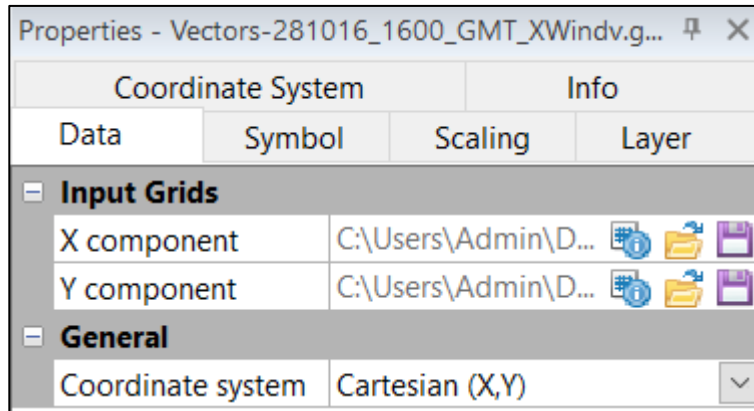 Properties - Vectors-281016_1600_GMT_XWindv.g...
Coordinate System Info
Data Symbol Scaling Layer
Input Grids
X component C:\Users\Admin\D...
Y component C:\Users\Admin\D...
General
Coordinate system Cartesian (X,Y)